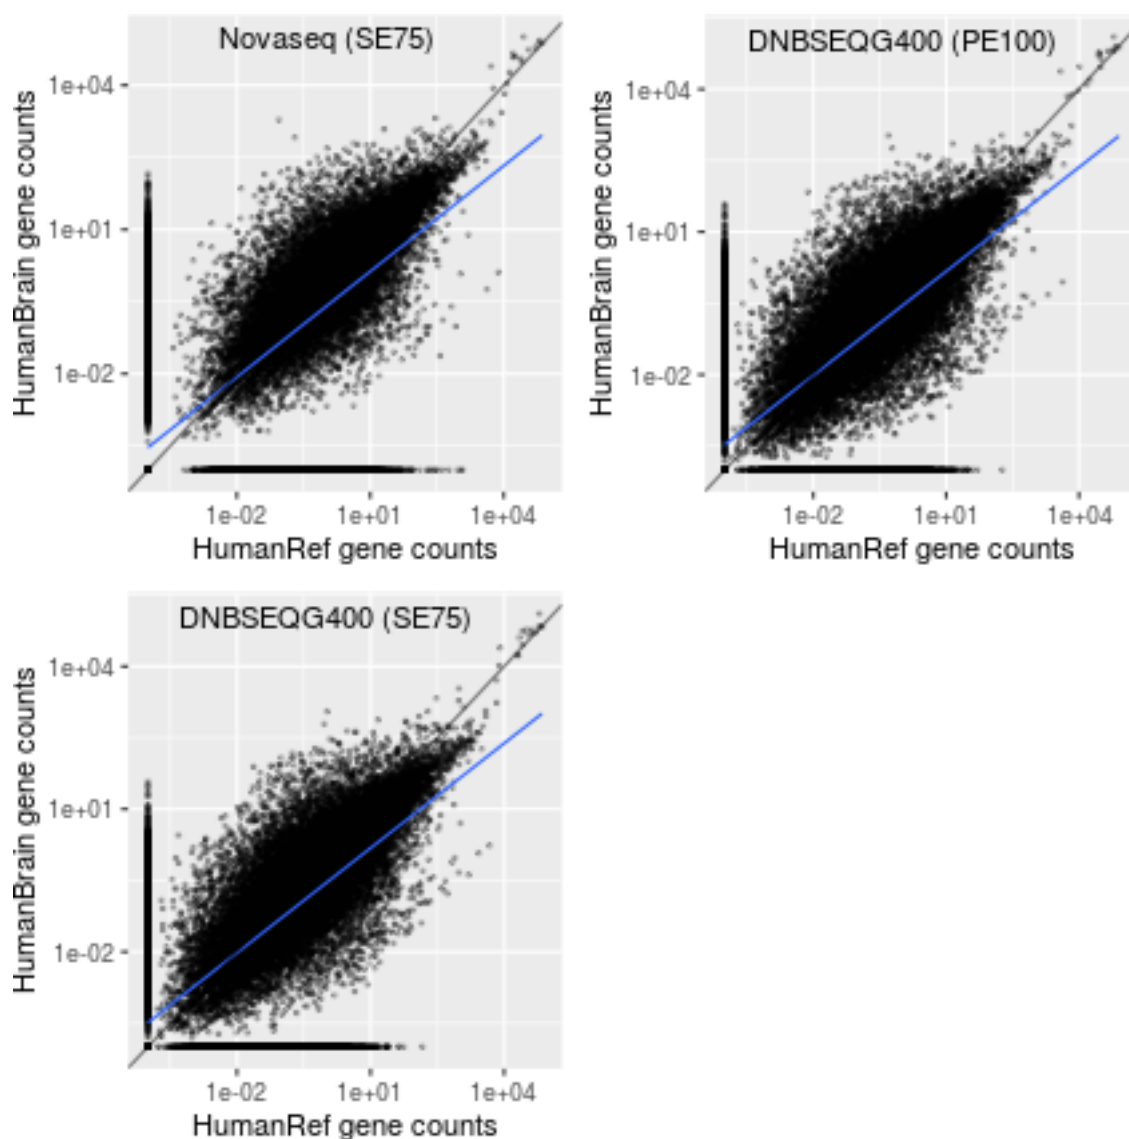 Novaseq (SE75)
HumanBrain gene counts
1e+04
1e+01
1e-02
1e-02 1e+01 1e+04
HumanRef gene counts
DNBSEQG400 (PE100)
HumanBrain gene counts
1e+04
1e+01
1e-02
1e-02 1e+01 1e+04
HumanRef gene counts
DNBSEQG400 (SE75)
HumanBrain gene counts
1e+04
1e+01
1e-02
1e-02 1e+01 1e+04
HumanRef gene counts